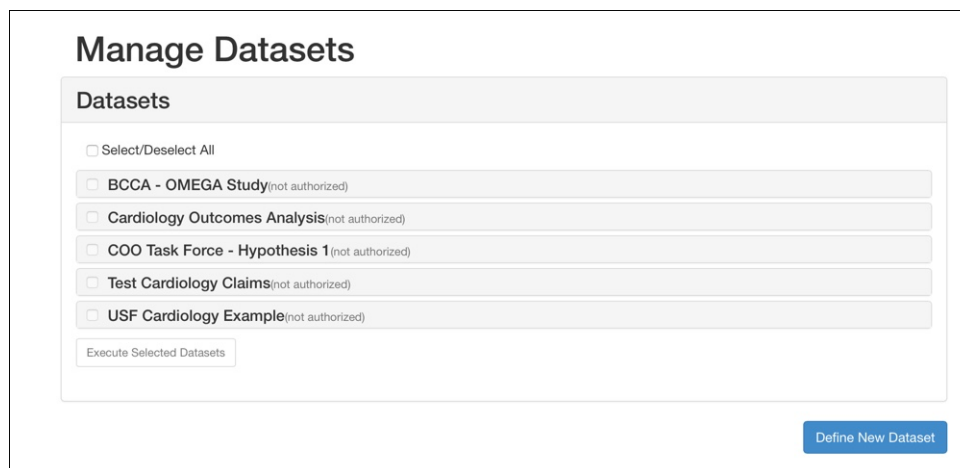 Manage Datasets
Datasets
Select/Deselect All
BCCA - OMEGA Study(not authorized)
Cardiology Outcomes Analysis(not authorized)
COO Task Force - Hypothesis 1(not authorized)
Test Cardiology Claims(not authorized)
USF Cardiology Example(not authorized)
Execute Selected Datasets
Define New Dataset